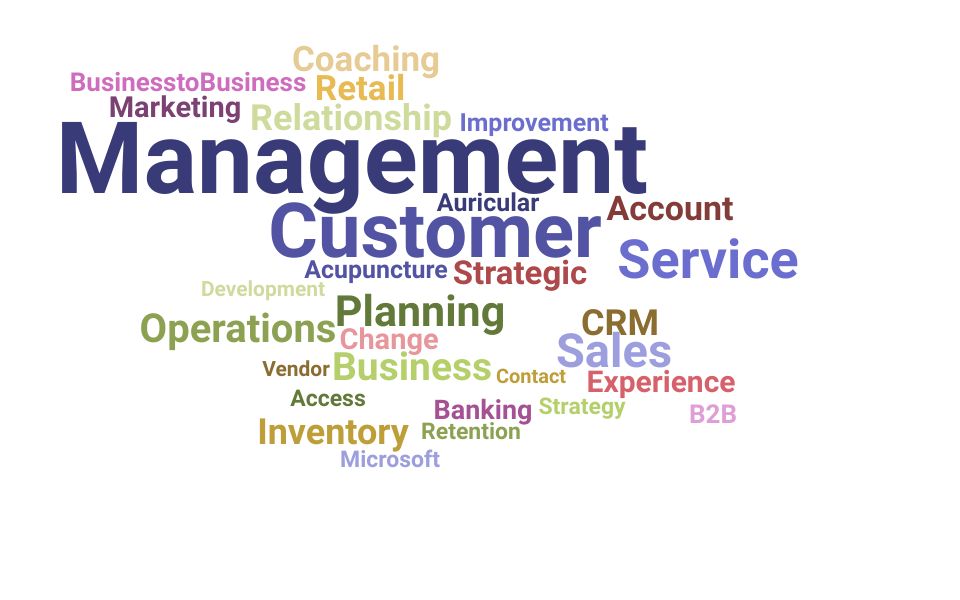 Coaching
BusinesstoBusiness
Retail
Marketing
Relationship
Improvement
Management
Auricular
Account
Customer
Service
Acupuncture
Strategic
Development
Planning
Operations
CRM
Change
Sales
Business
Vendor
Contact
Experience
Access
Banking
Strategy
B2B
Inventory
Retention
Microsoft